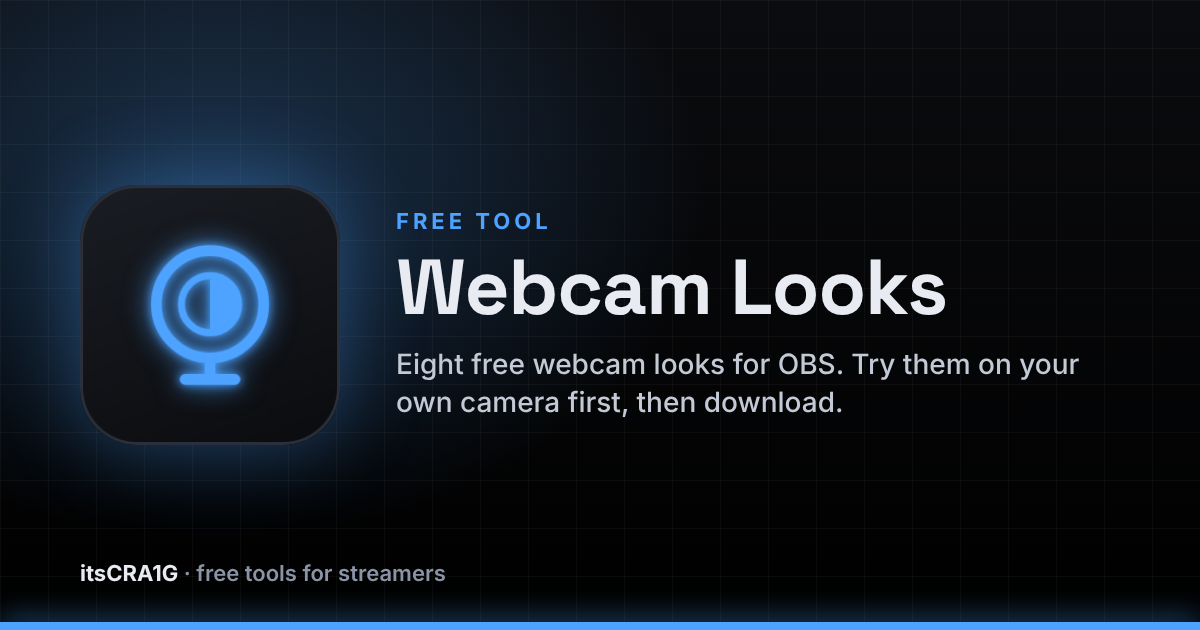 FREE TOOL
Webcam Looks
Eight free webcam looks for OBS. Try them on your
own camera first, then download.
itsCRA1G · free tools for streamers